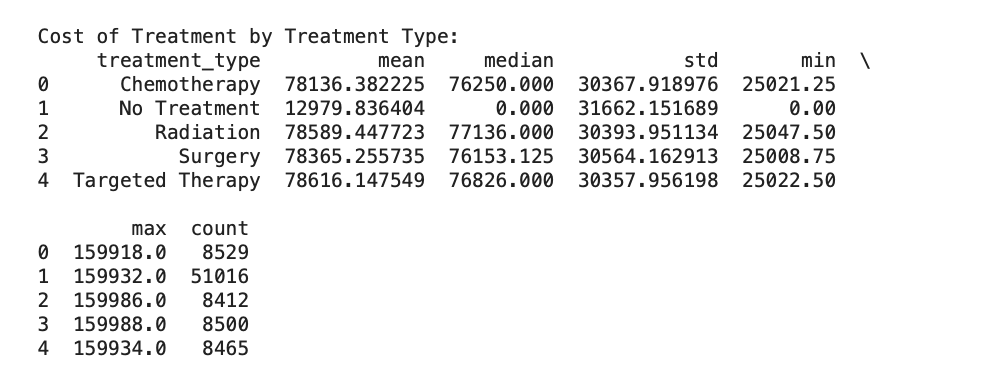 Cost of Treatment by Treatment Type:
treatment_type mean median std min \
0 Chemotherapy 78136.382225 76250.000 30367.918976 25021.25
1 No Treatment 12979.836404 0.000 31662.151689 0.00
2 Radiation 78589.447723 77136.000 30393.951134 25047.50
3 Surgery 78365.255735 76153.125 30564.162913 25008.75
4 Targeted Therapy 78616.147549 76826.000 30357.956198 25022.50
max count
0 159918.0 8529
1 159932.0 51016
2 159986.0 8412
3 159988.0 8500
4 159934.0 8465